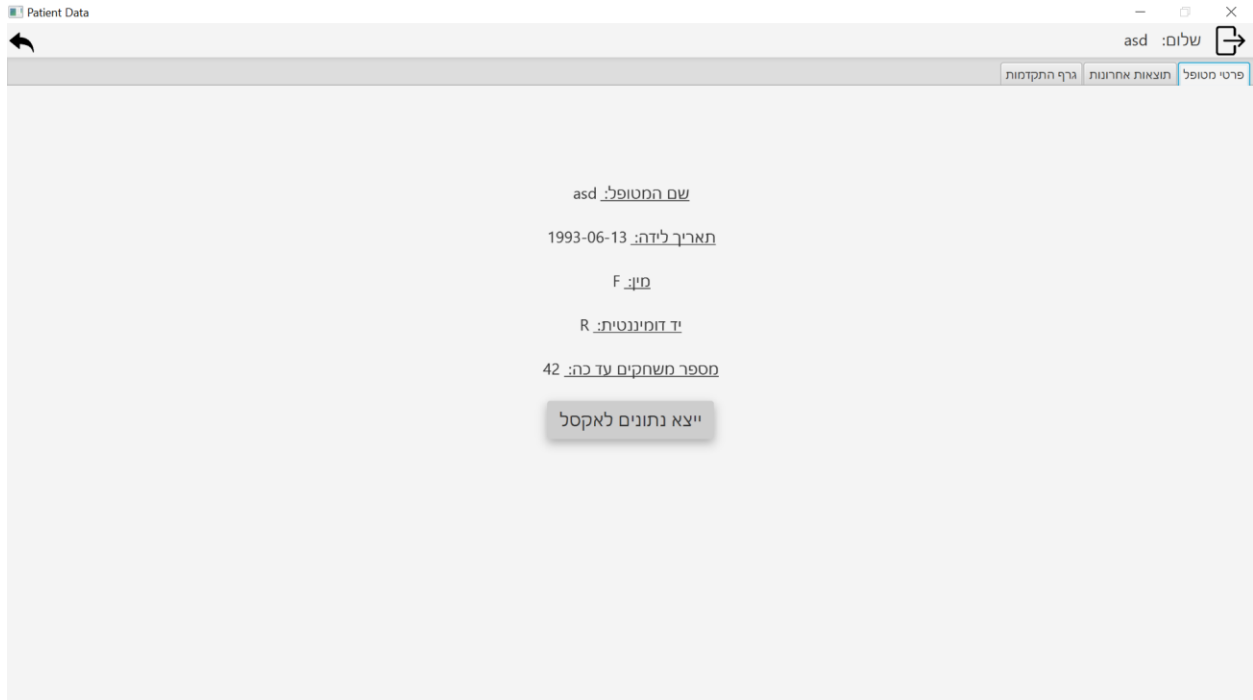 Patient Data
שלום: asd
פרטי מטופל תוצאות אחרונות גרף התקדמות
שם המטופל: asd
תאריך לידה: 1993-06-13
מין: F
יד דומיננטית: R
מספר משחקים עד כה: 42
ייצא נתונים לאקסל